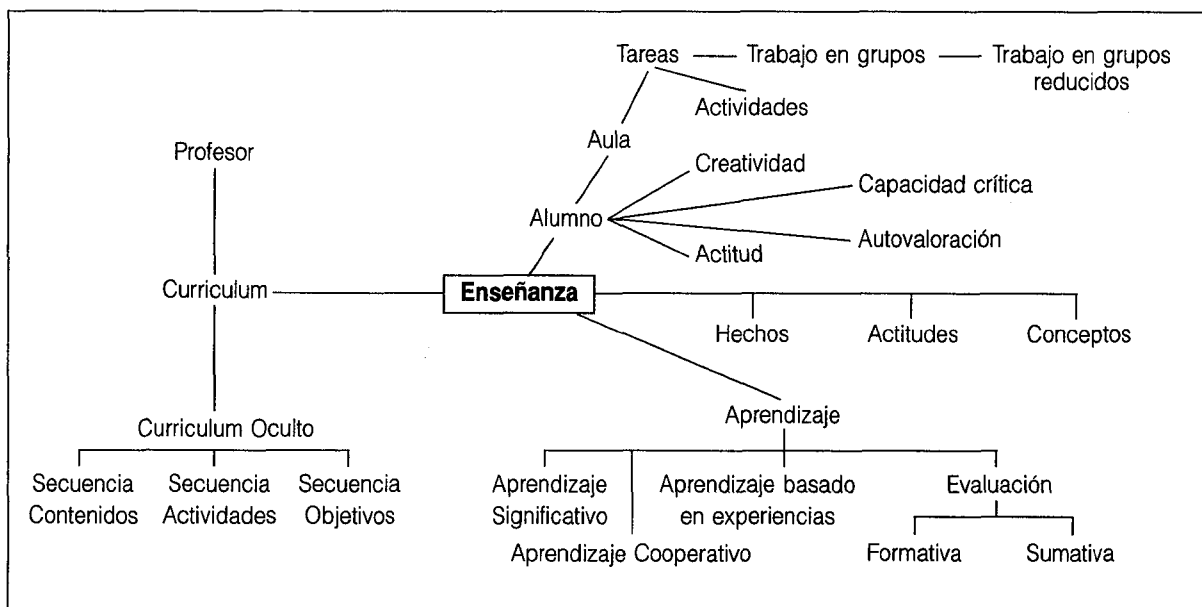 Tareas
Trabajo en grupos
Trabajo en grupos
reducidos
Actividades
Aula
Profesor
Creatividad
Capacidad crítica
Alumno
Autovaloración
Actitud
Curriculum
Enseñanza
Hechos
Actitudes
Conceptos
Aprendizaje
Curriculum Oculto
Secuencia
Contenidos
Secuencia
Actividades
Secuencia
Objetivos
Aprendizaje
Significativo
Aprendizaje Cooperativo
Aprendizaje basado
en experiencias
Evaluación
Formativa
Sumativa